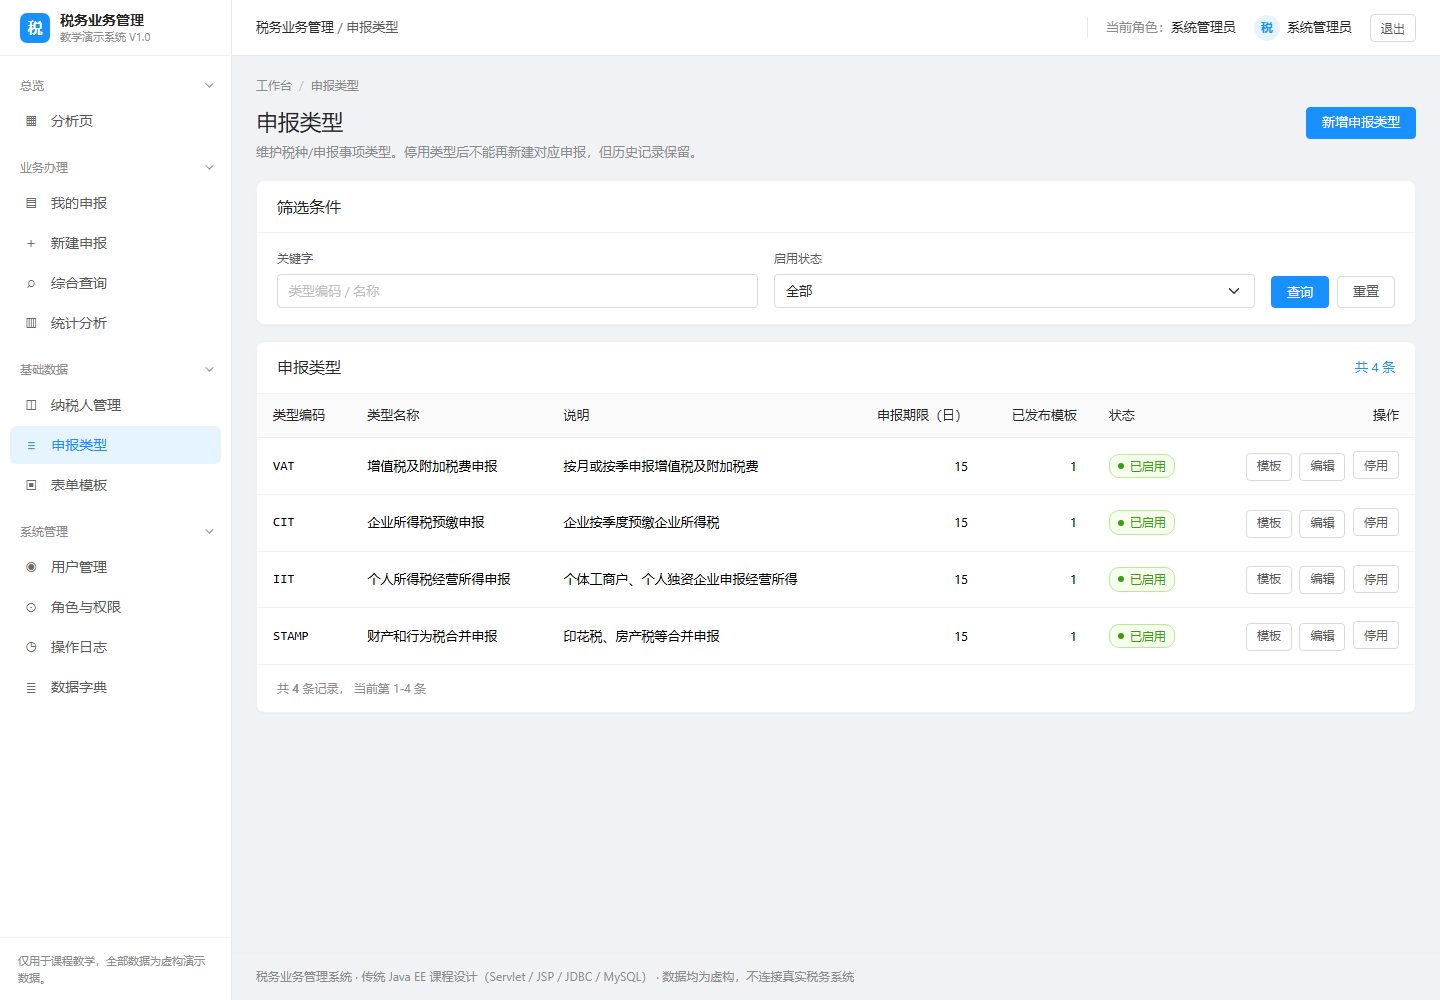 税
税务业务管理
教学演示系统 V1.0
税务业务管理 / 申报类型
当前角色：系统管理员
税
系统管理员
退出
总览
分析页
业务办理
我的申报
新建申报
综合查询
统计分析
基础数据
纳税人管理
申报类型
表单模板
系统管理
用户管理
角色与权限
操作日志
数据字典
仅用于课程教学，全部数据为虚构演示
数据。
工作台 / 申报类型
申报类型
新增申报类型
维护税种/申报事项类型。停用类型后不能再新建对应申报，但历史记录保留。
筛选条件
关键字
启用状态
类型编码 / 名称
全部
查询
重置
申报类型
共 4 条
类型编码 类型名称 说明 申报期限（日） 已发布模板 状态 操作
VAT 增值税及附加税费申报 按月或按季申报增值税及附加税费 15 1 已启用 模板 编辑 停用
CIT 企业所得税预缴申报 企业按季度预缴企业所得税 15 1 已启用 模板 编辑 停用
IIT 个人所得税经营所得申报 个体工商户、个人独资企业申报经营所得 15 1 已启用 模板 编辑 停用
STAMP 财产和行为税合并申报 印花税、房产税等合并申报 15 1 已启用 模板 编辑 停用
共 4 条记录， 当前第 1-4 条
税务业务管理系统 · 传统 Java EE 课程设计（Servlet / JSP / JDBC / MySQL） · 数据均为虚构，不连接真实税务系统